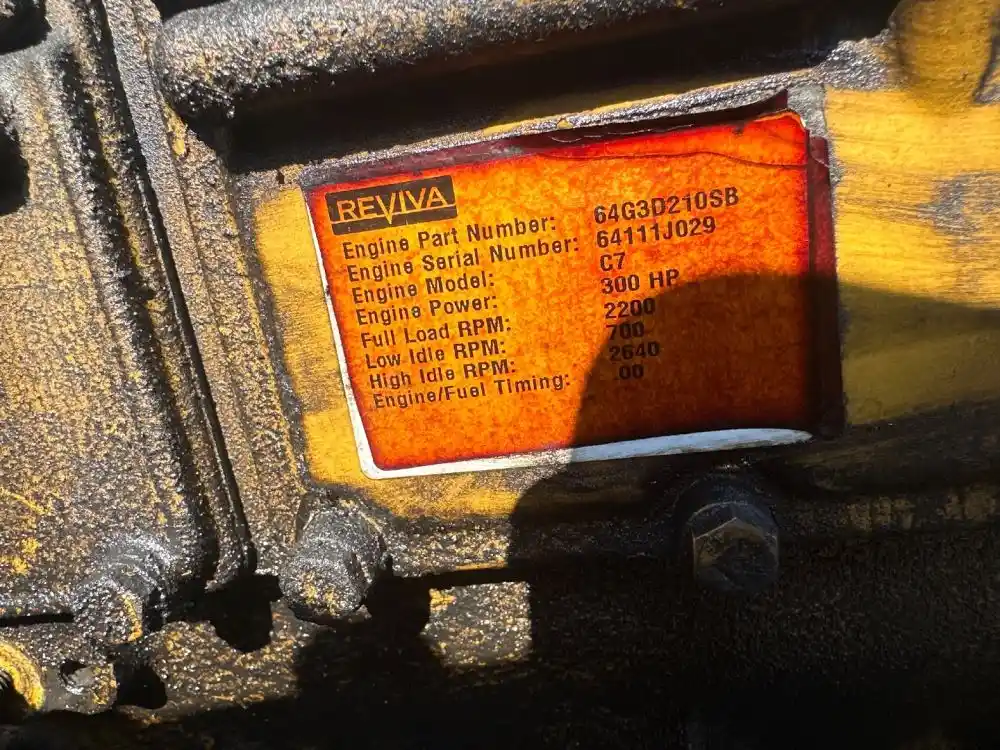 REVIVA
Engine Part Number: 64G3D210SB
Engine Serial Number: 64111J029
Engine Model: C7
Engine Power: 300 HP
Full Load RPM: 2200
Low Idle RPM: 700
High Idle RPM: 2640
Engine/Fuel Timing: .00